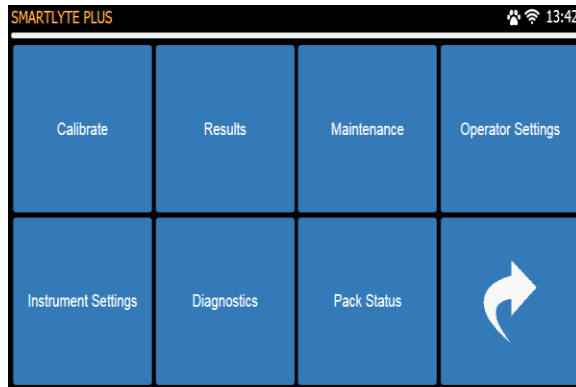 SMARTLYTE PLUS 13:42
Calibrate
Results
Maintenance
Operator Settings
Instrument Settings
Diagnostics
Pack Status